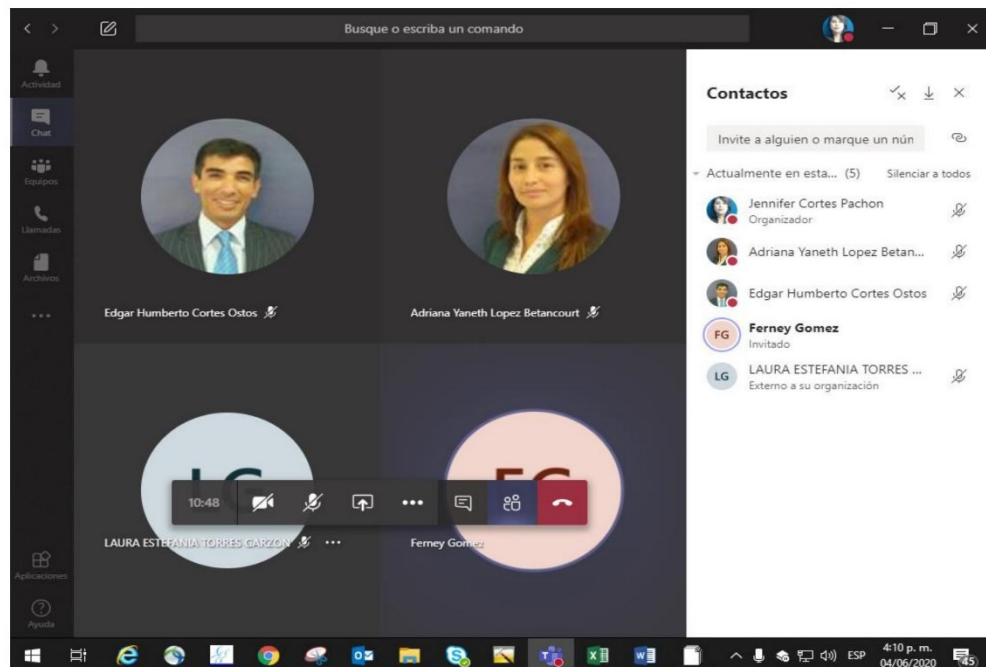 Busque o escriba un comando
Actividad
Chat
Equipos
Llamadas
Archivos
Aplicaciones
Ayuda
Edgar Humberto Cortes Ostos
Adriana Yaneth Lopez Betancourt
LG
FG
10:48
LAURA ESTEFANIA TORRES GARZON
Ferney Gomez
Contactos
Invite a alguien o marque un nún
Actualmente en esta... (5) Silenciar a todos
Jennifer Cortes Pachon
Organizador
Adriana Yaneth Lopez Betan...
Edgar Humberto Cortes Ostos
FG
Ferney Gomez
Invitado
LG
LAURA ESTEFANIA TORRES ...
Externo a su organización
ESP
4:10 p. m.
04/06/2020
45